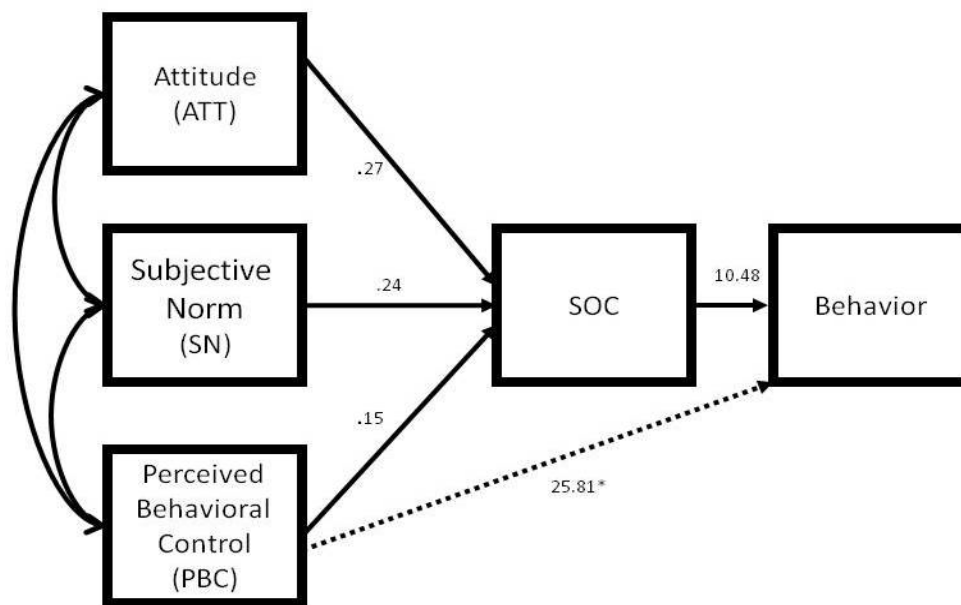 Attitude
(ATT)
.27
Subjective
Norm
(SN)
.24
SOC
10.48
Behavior
.15
Perceived
Behavioral
Control
(PBC)
25.81*